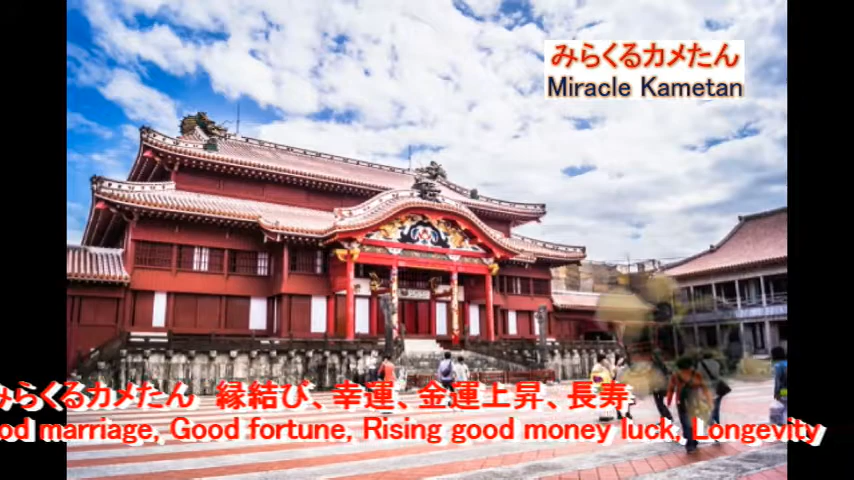 みらくるカメたん
Miracle Kametan
みらくるカメたん 縁結び、幸運、金運上昇、長寿
od marriage, Good fortune, Rising good money luck, Longevity